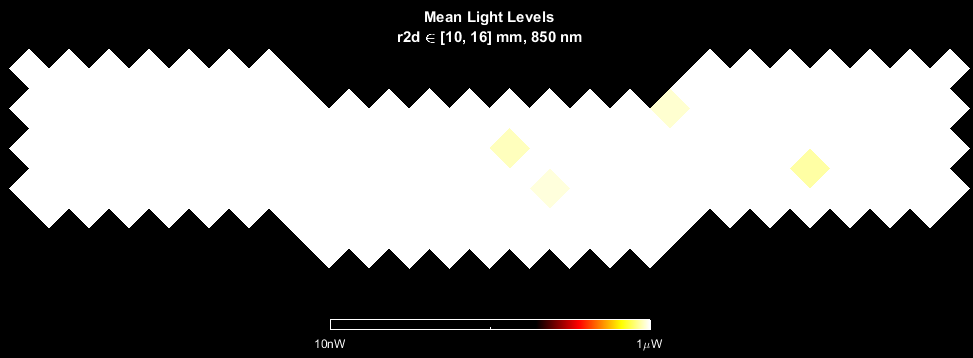 Mean Light Levels
r2d ∈ [10, 16] mm, 850 nm
10nW 1μW